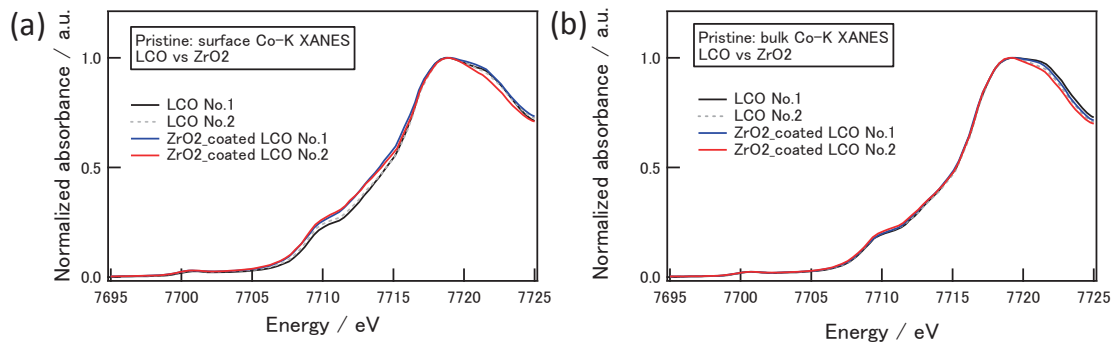 (a)
Pristine: surface Co-K XANES
LCO vs ZrO2
LCO No.1
LCO No.2
ZrO2_coated LCO No.1
ZrO2_coated LCO No.2
Normalized absorbance / a.u.
1.0
0.5
0.0
7695 7700 7705 7710 7715 7720 7725
Energy / eV
(b)
Pristine: bulk Co-K XANES
LCO vs ZrO2
LCO No.1
LCO No.2
ZrO2_coated LCO No.1
ZrO2_coated LCO No.2
Normalized absorbance / a.u.
1.0
0.5
0.0
7695 7700 7705 7710 7715 7720 7725
Energy / eV